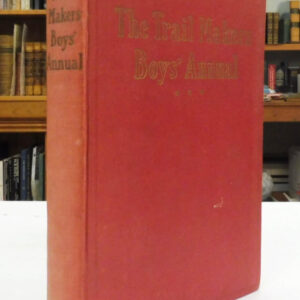 Makers
Boys'
Annual
The Trail Makers
Boys' Annual